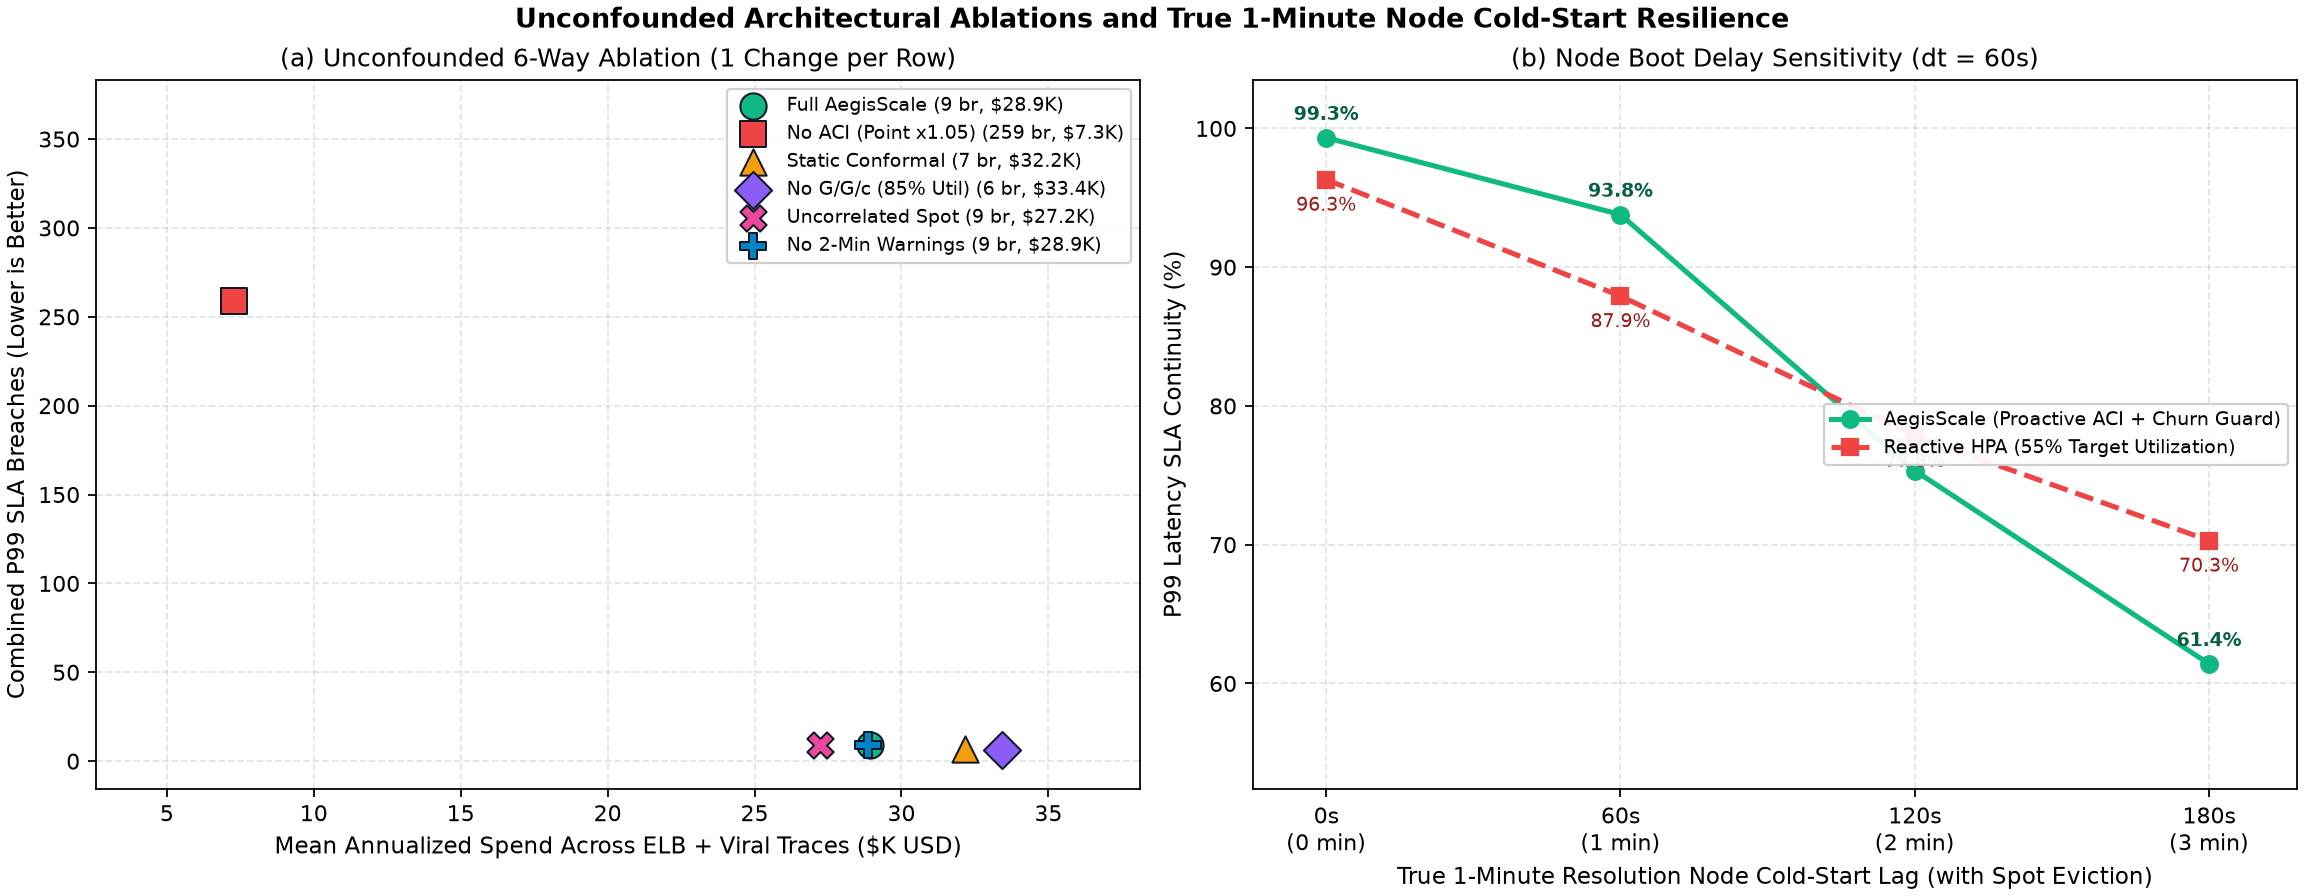 Unconfounded Architectural Ablations and True 1-Minute Node Cold-Start Resilience
(a) Unconfounded 6-Way Ablation (1 Change per Row)
Combined P99 SLA Breaches (Lower is Better)
350
300
250
200
150
100
50
0
Full AegisScale (9 br, $28.9K)
No ACI (Point x1.05) (259 br, $7.3K)
Static Conformal (7 br, $32.2K)
No G/G/c (85% Util) (6 br, $33.4K)
Uncorrelated Spot (9 br, $27.2K)
No 2-Min Warnings (9 br, $28.9K)
5 10 15 20 25 30 35
Mean Annualized Spend Across ELB + Viral Traces ($K USD)
(b) Node Boot Delay Sensitivity (dt = 60s)
P99 Latency SLA Continuity (%)
100
90
80
70
60
99.3%
96.3%
93.8%
87.9%
AegisScale (Proactive ACI + Churn Guard)
Reactive HPA (55% Target Utilization)
70.3%
61.4%
0s 60s 120s 180s
(0 min) (1 min) (2 min) (3 min)
True 1-Minute Resolution Node Cold-Start Lag (with Spot Eviction)